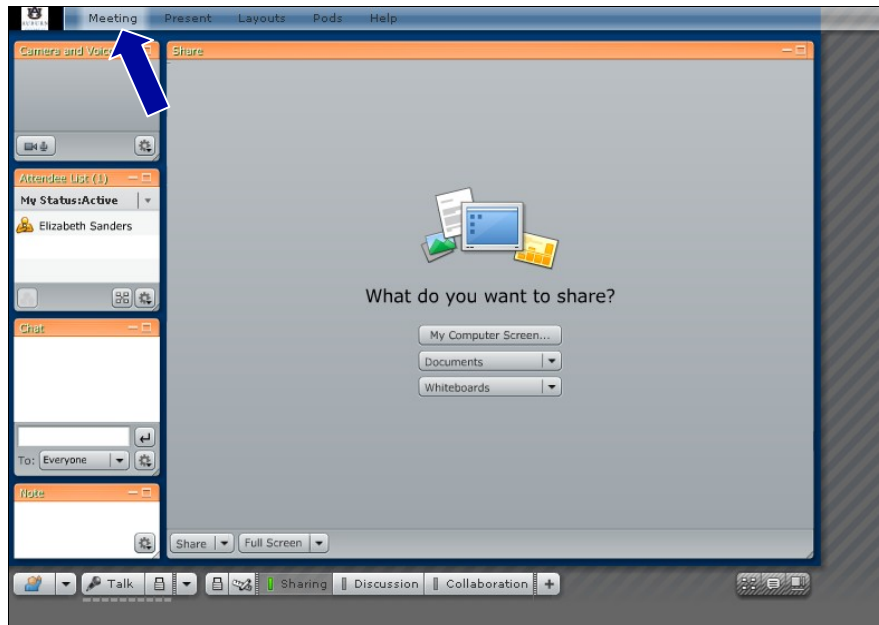 Meeting Present Layouts Pods Help
Camera and Voice
Share
Attendee List (1)
My Status:Active
Elizabeth Sanders
What do you want to share?
My Computer Screen...
Documents
Whiteboards
Chat
To: Everyone
Note
Share Full Screen
Talk Sharing Discussion Collaboration +